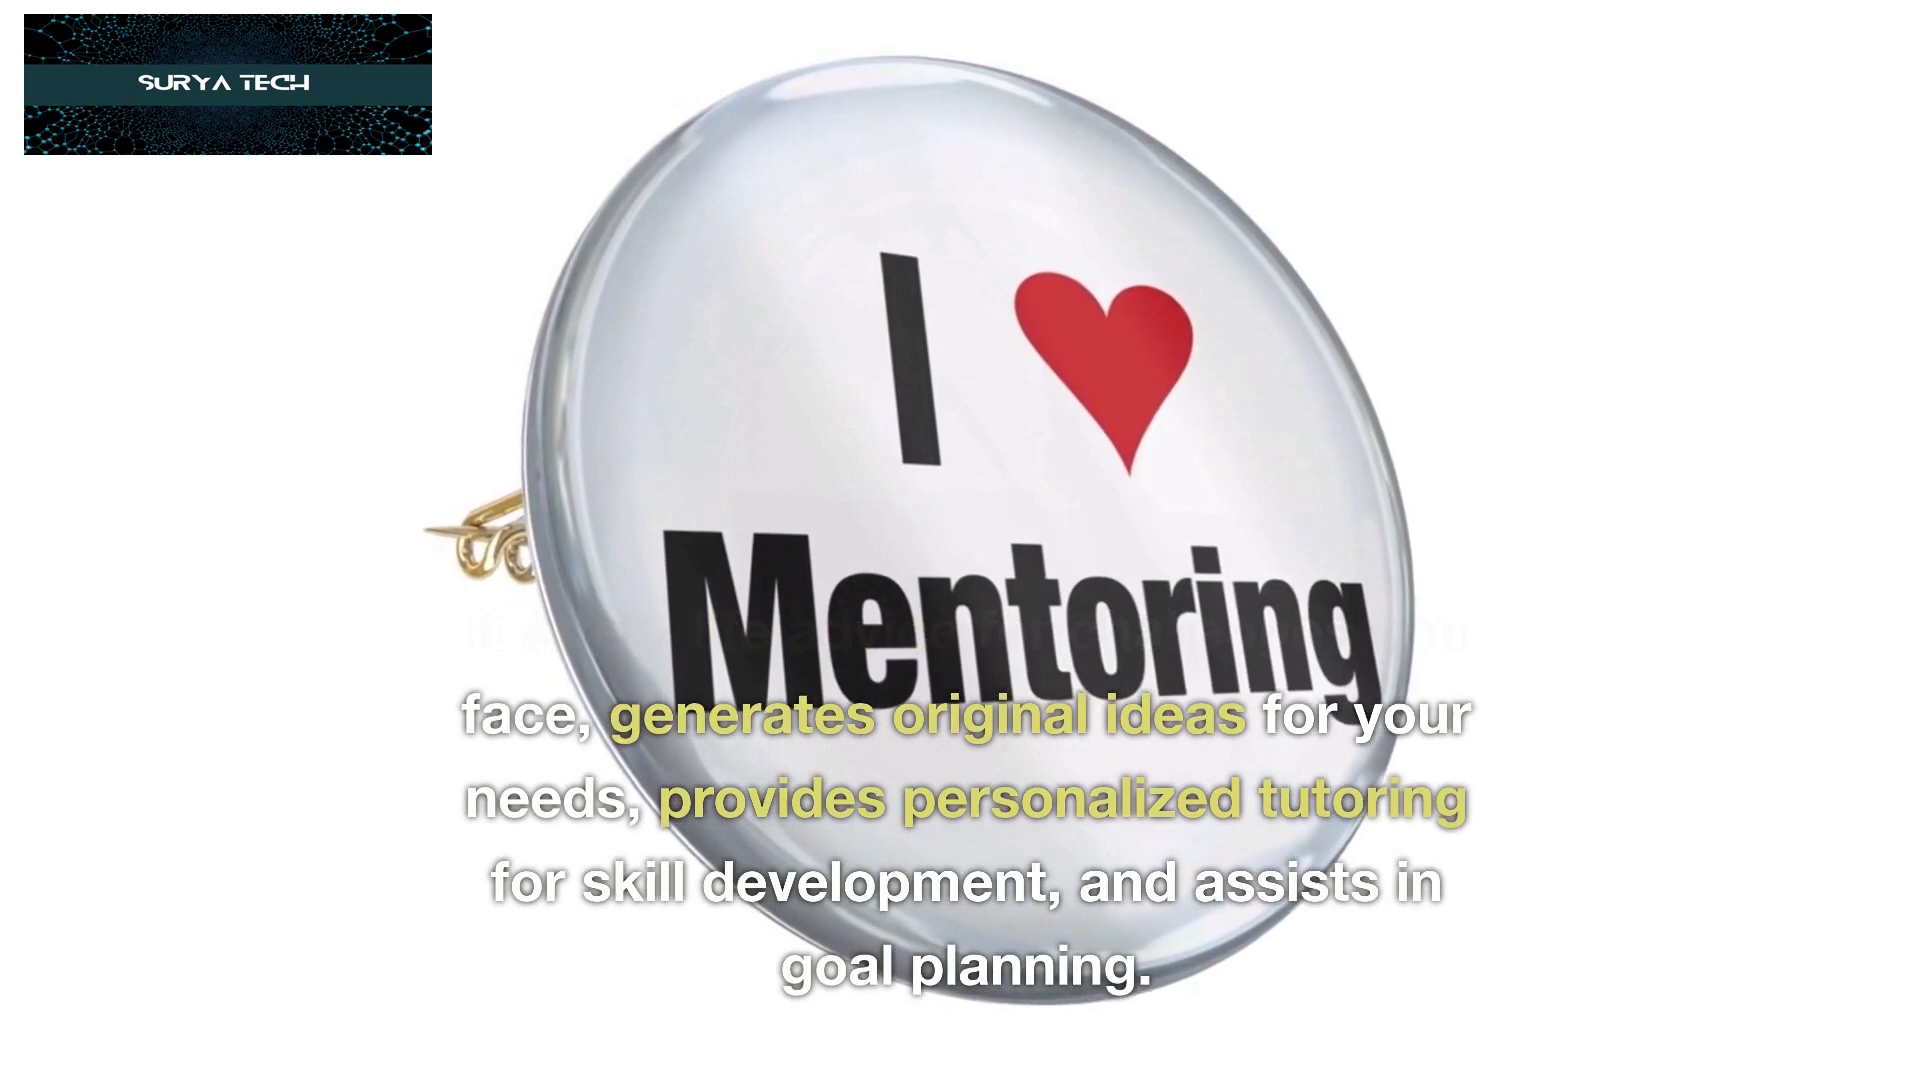 SURYA TECH
I
Mentoring
face, generates original ideas for your
needs, provides personalized tutoring
for skill development, and assists in
goal planning.